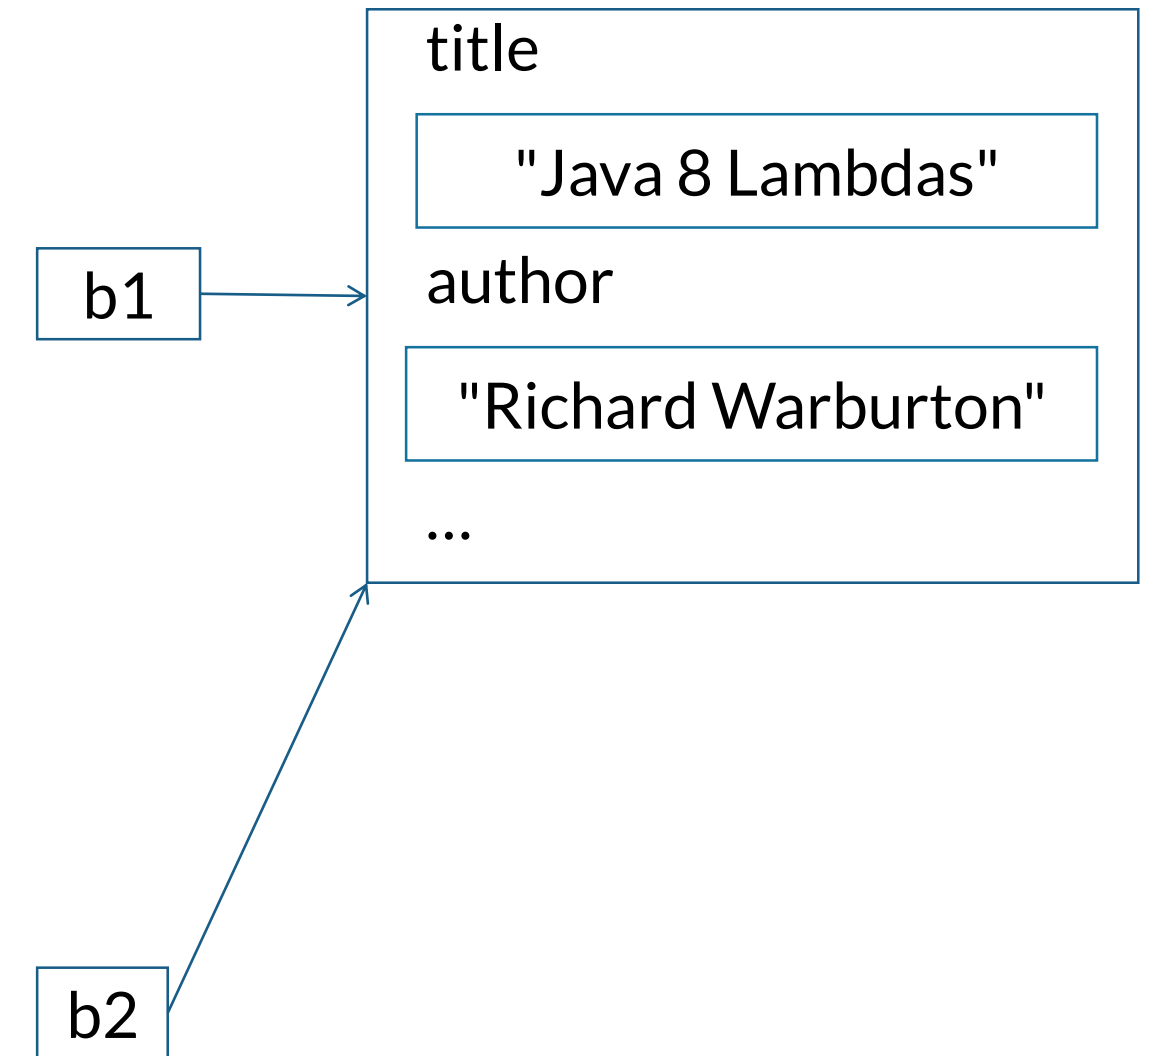 title
"Java 8 Lambdas"
b1
author
"Richard Warburton"
...
b2